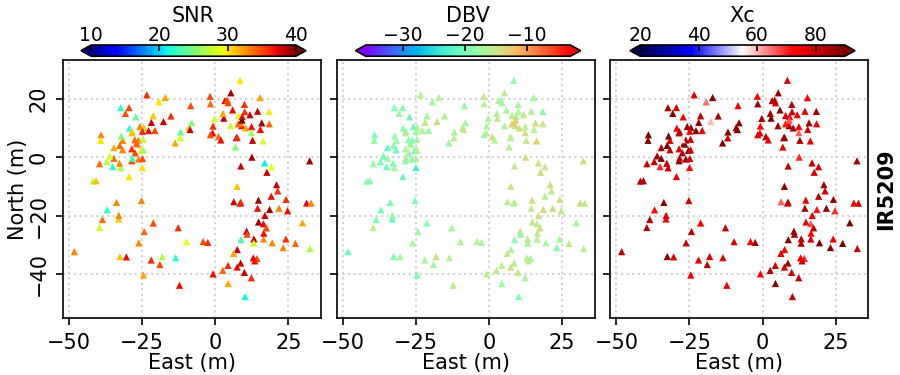 SNR DBV Xc
10 20 30 40 −30 −20 −10 20 40 60 80
20
0
−20
−40
North (m)
−50 −25 0 25 −50 −25 0 25 −50 −25 0 25
East (m) East (m) East (m)
IR5209